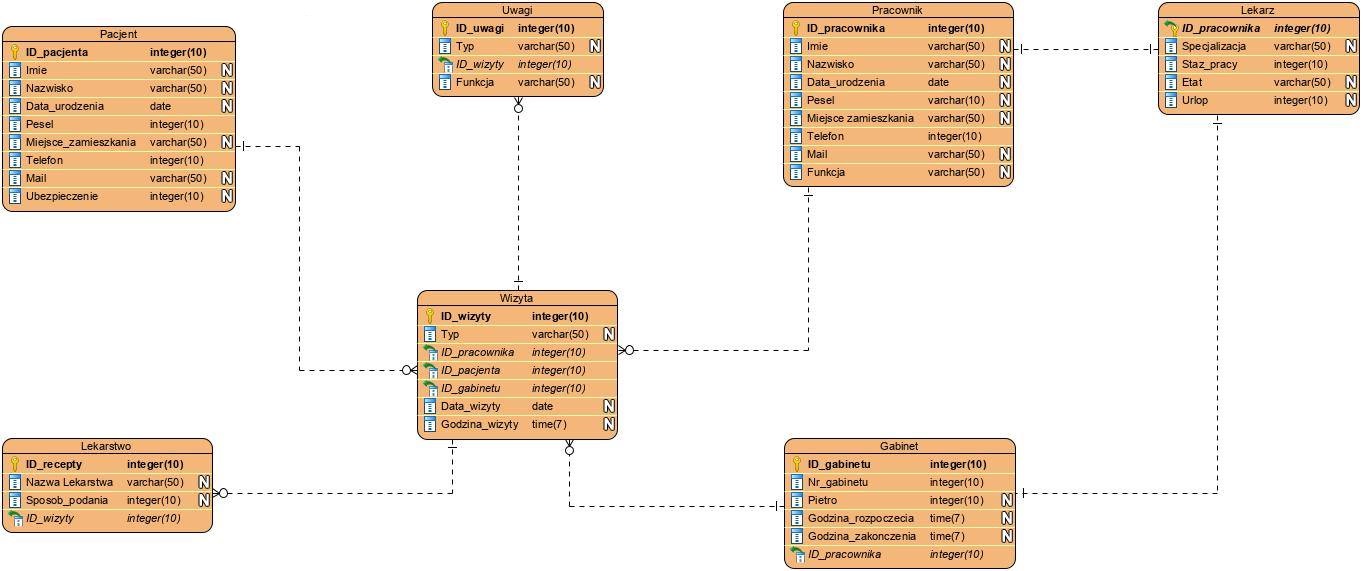 Pacjent
ID_pacjenta integer(10)
Imie varchar(50) N
Nazwisko varchar(50) N
Data_urodzenia date N
Pesel integer(10)
Miejsce_zamieszkania varchar(50) N
Telefon integer(10)
Mail varchar(50) N
Ubezpieczenie integer(10) N
Uwagi
ID_uwagi integer(10)
Typ varchar(50) N
ID_wizyty integer(10)
Funkcja varchar(50) N
Pracownik
ID_pracownika integer(10)
Imie varchar(50) N
Nazwisko varchar(50) N
Data_urodzenia date N
Pesel varchar(10) N
Miejsce zamieszkania varchar(50) N
Telefon integer(10)
Mail varchar(50) N
Funkcja varchar(50) N
Lekarz
ID_pracownika integer(10)
Specjalizacja varchar(50) N
Staz_pracy integer(10)
Etat varchar(50) N
Urlop integer(10) N
Wizyta
ID_wizyty integer(10)
Typ varchar(50) N
ID_pracownika integer(10)
ID_pacjenta integer(10)
ID_gabinetu integer(10)
Data_wizyty date N
Godzina_wizyty time(7) N
Lekarstwo
ID_recepty integer(10)
Nazwa Lekarstwa varchar(50) N
Sposob_podania integer(10) N
ID_wizyty integer(10)
Gabinet
ID_gabinetu integer(10)
Nr_gabinetu integer(10)
Pietro integer(10) N
Godzina_rozpoczecia time(7) N
Godzina_zakonczenia time(7) N
ID_pracownika integer(10)